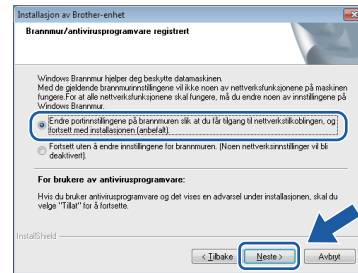 Installasjon av Brother-enhet
Brannmur/antivirusprogramvare registrert
Windows Brannmur hjelper deg beskytte datamaskinen.
Med de gjeldende brannmurinnstillingene vil ikke noen av nettverksfunksjonene på maskinen
fungere.For at alle nettverksfunksjonene skal fungere, må du endre noen av innstillingene på
Windows Brannmur.
Endre portinnstillingene på brannmuren slik at du får tilgang til nettverkstilkoblingen, og
fortsett med installasjonen (anbefalt).
Fortsett uten å endre innstillingene for brannmuren. (Noen nettverksinnstillinger vil bli
deaktivert).
For brukere av antivirusprogramvare:
Hvis du bruker antivirusprogramvare og det vises en advarsel under installasjonen, skal du
velge "Tillat" for å fortsette.
InstallShield
< Tilbake
Neste >
Avbryt